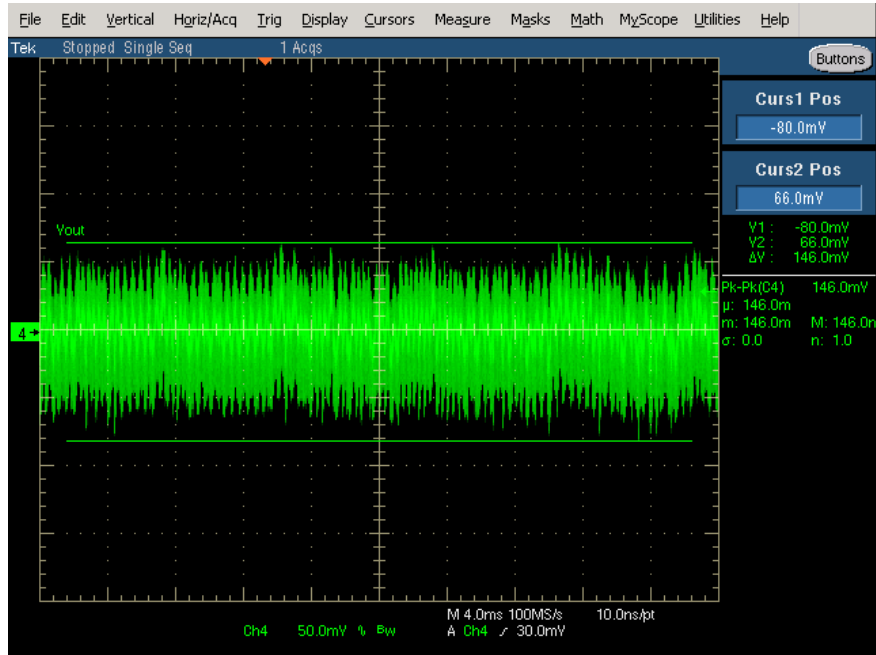 File Edit Vertical Horiz/Acq Trig Display Cursors Measure Masks Math MyScope Utilities Help
Tek Stopped Single Seq 1 Acqs
Buttons
Curs1 Pos
-80.0mV
Curs2 Pos
66.0mV
V1 : -80.0mV
V2 : 66.0mV
ΔV : 146.0mV
Pk-Pk(C4) 146.0mV
μ: 146.0m
m: 146.0m M: 146.0m
σ: 0.0 n: 1.0
Vout
4
M 4.0ms 100MS/s 10.0ns/pt
Ch4 50.0mV ∿ Bw A Ch4 ∫ 30.0mV